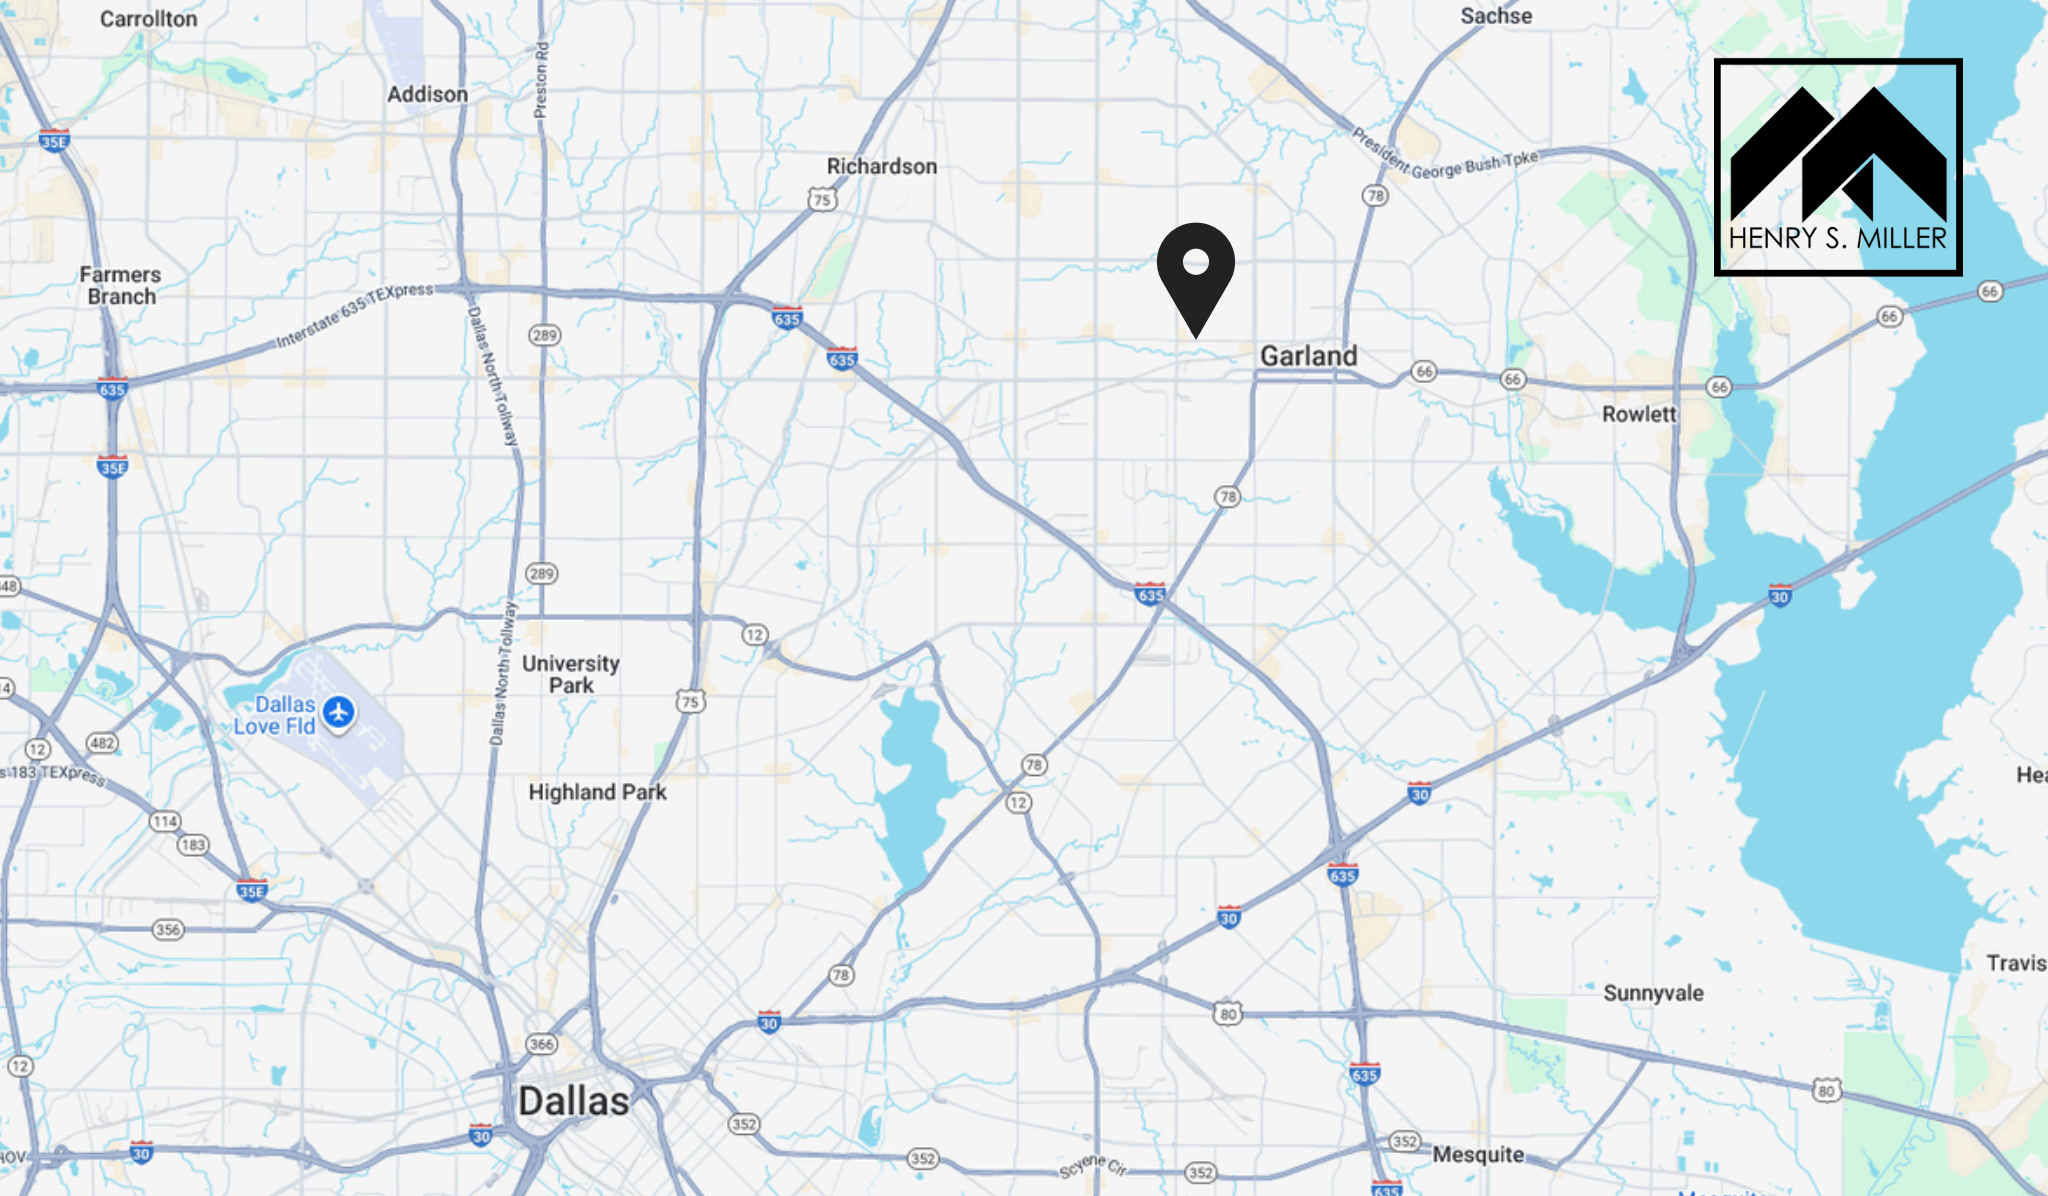 Carrollton
Sachse
Addison
Preston Rd
35E
President George Bush Tpke
Richardson
75
78
HENRY S. MILLER
Farmers
Branch
Interstate 635 TEXpress
66
66
635
289
635
Dallas North Tollway
Garland
66
66
66
635
Rowlett
35E
78
289
635
30
12
University
Park
Dallas North Tollway
75
Dallas
Love Fld
482
12
183 TEXpress
78
Highland Park
12
30
114
183
635
35E
30
356
78
Sunnyvale
80
30
366
12
635
80
Dallas
352
30
30
352
Mesquite
352
Scyene Cir
352
635